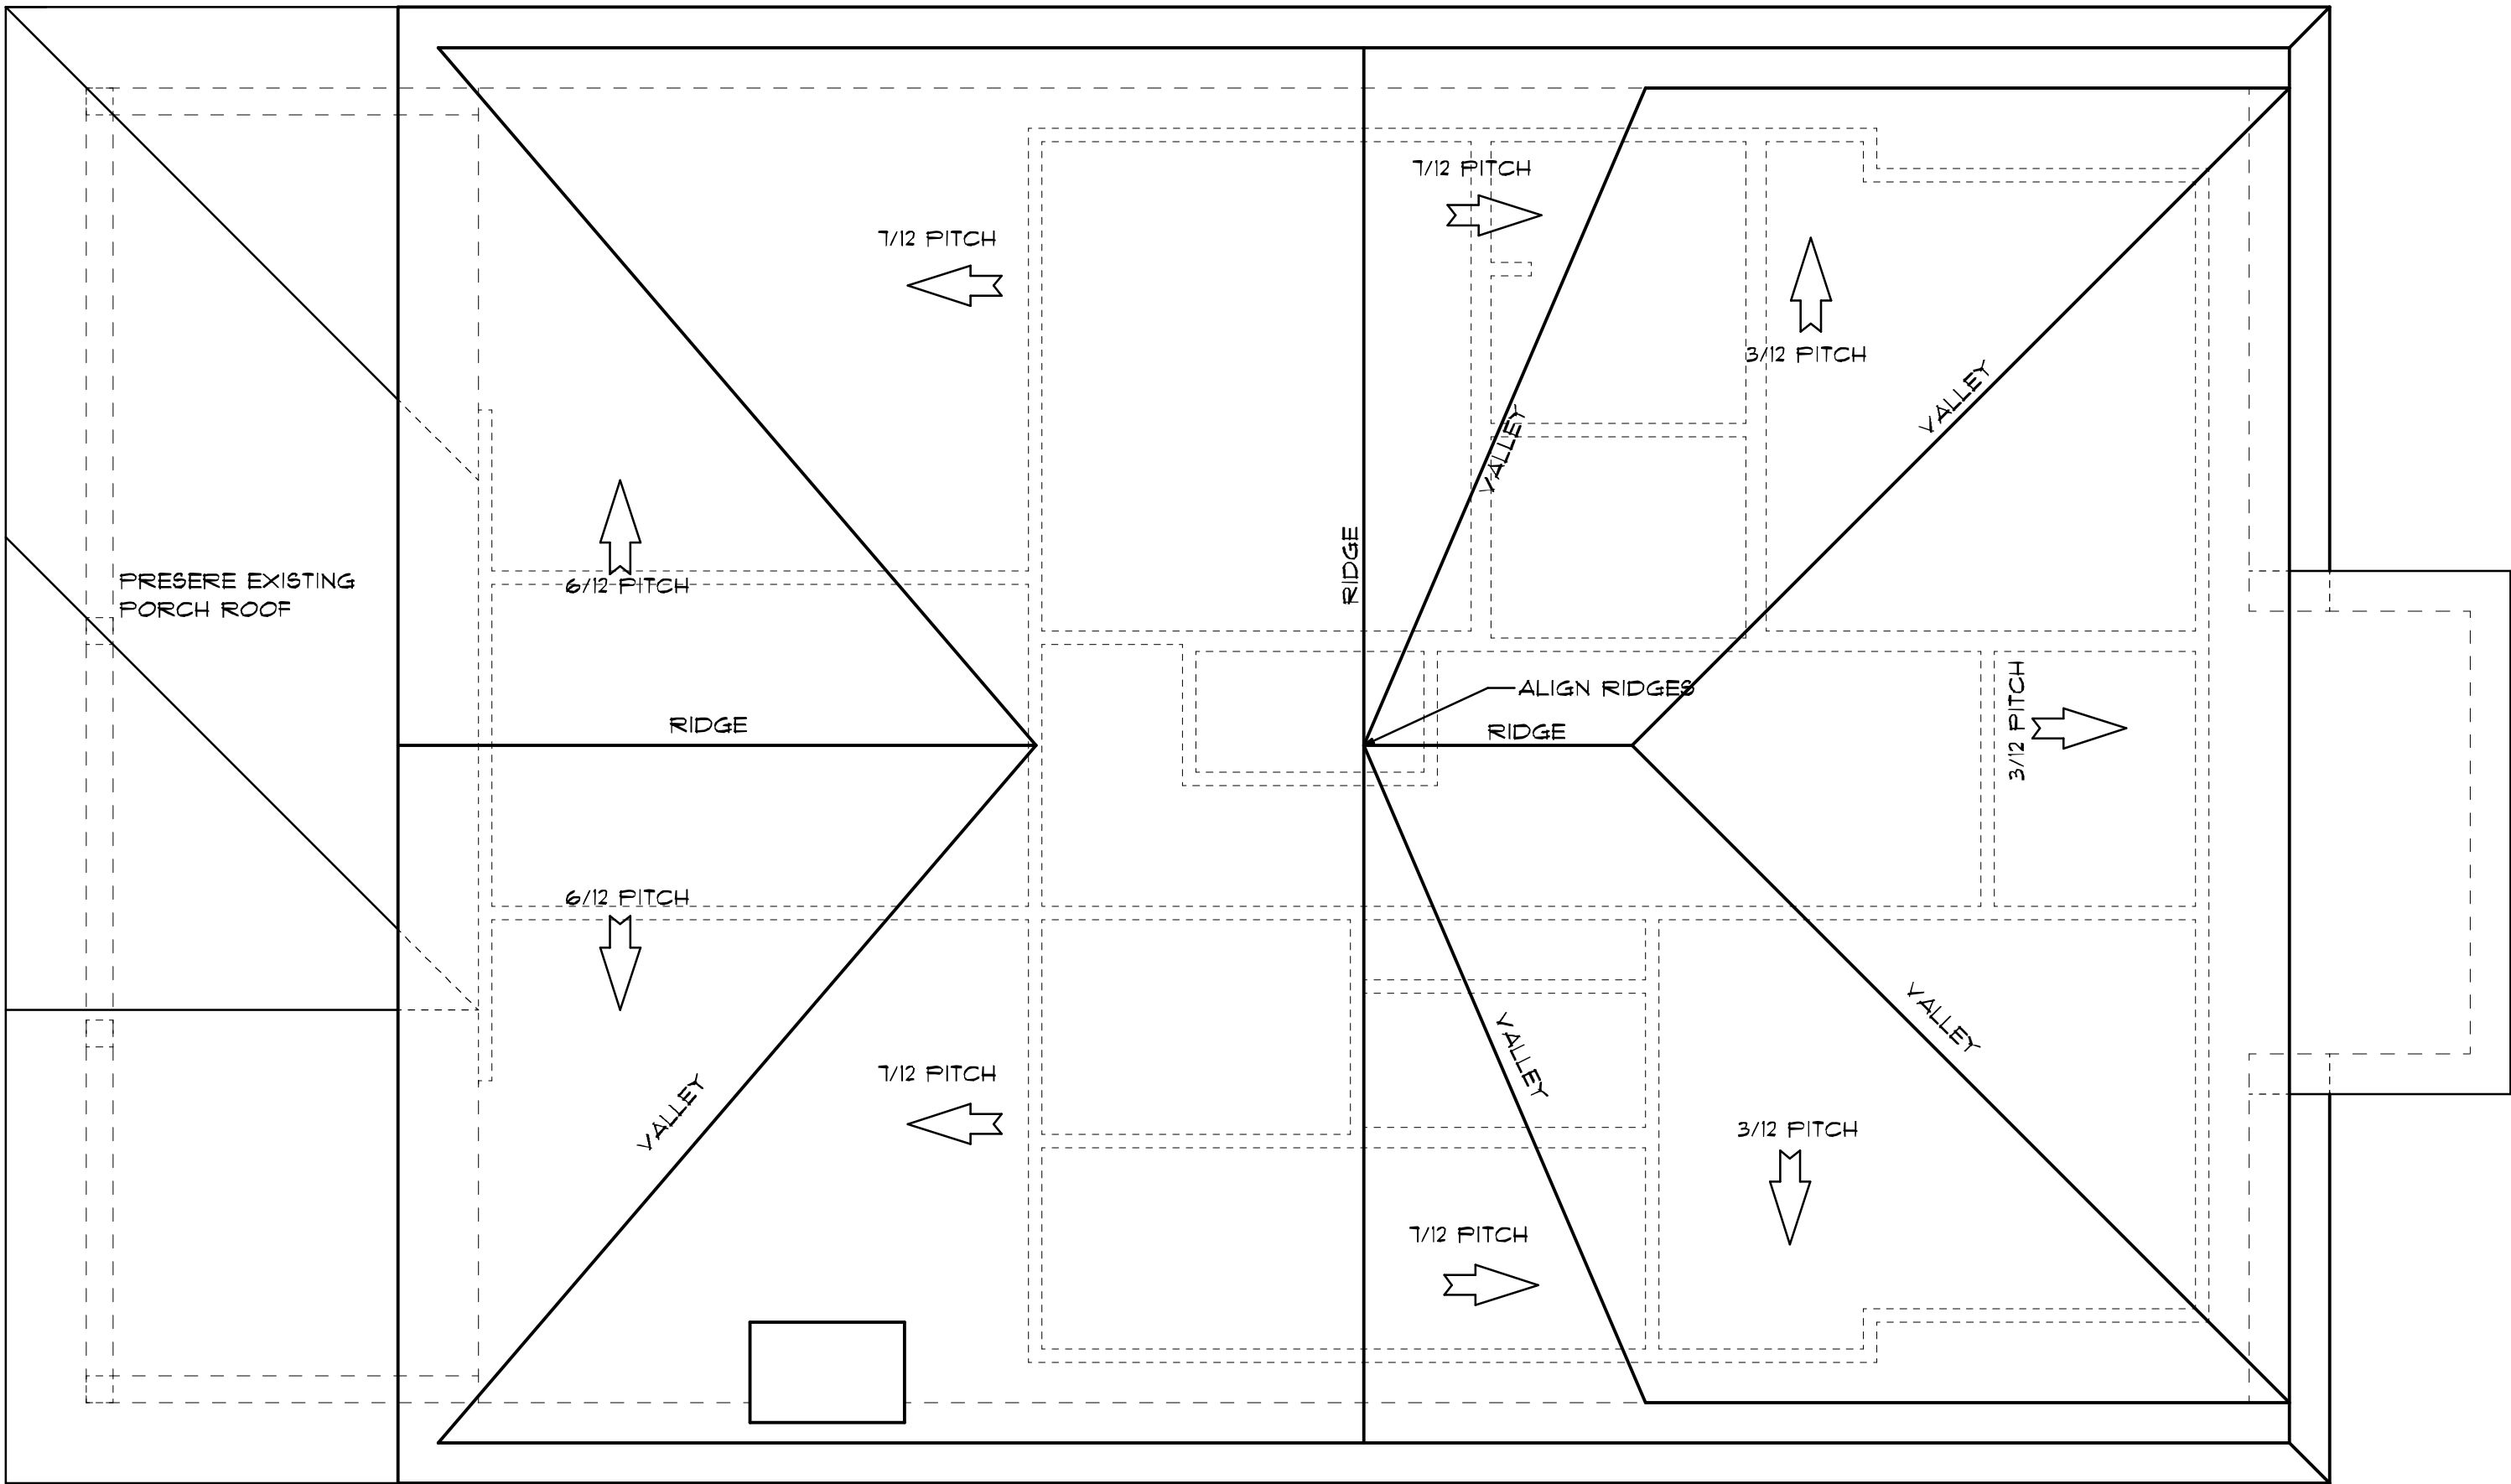 7/12 PITCH
7/12 PITCH
3/12 PITCH
VALLEY
VALLEY
RIDGE
PRESERE EXISTING
PORCH ROOF
6/12 PITCH
ALIGN RIDGES
3/12 PITCH
RIDGE
RIDGE
6/12 PITCH
VALLEY
VALLEY
7/12 PITCH
VALLEY
3/12 PITCH
7/12 PITCH